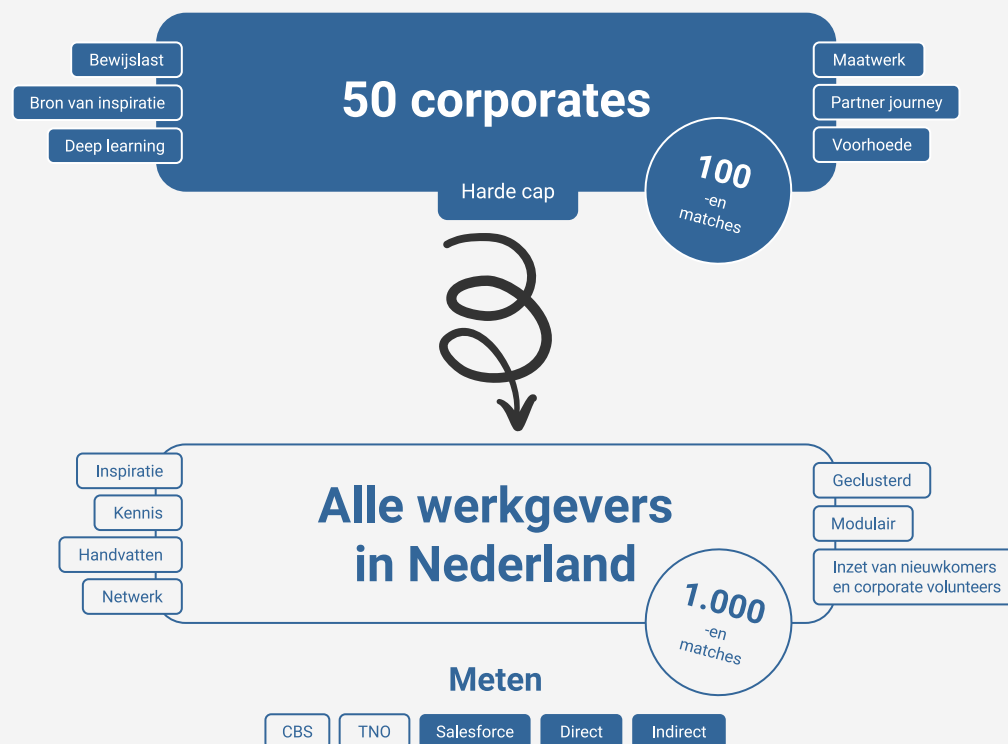 Bewijslast
Bron van inspiratie
Deep learning
50 corporates
Maatwerk
Partner journey
Voorhoede
Harde cap
100
-en
matches
Inspiratie
Kennis
Handvatten
Netwerk
Alle werkgevers
in Nederland
Geclusterd
Modulair
Inzet van nieuwkomers
en corporate volunteers
1.000
-en
matches
Meten
CBS
TNO
Salesforce
Direct
Indirect